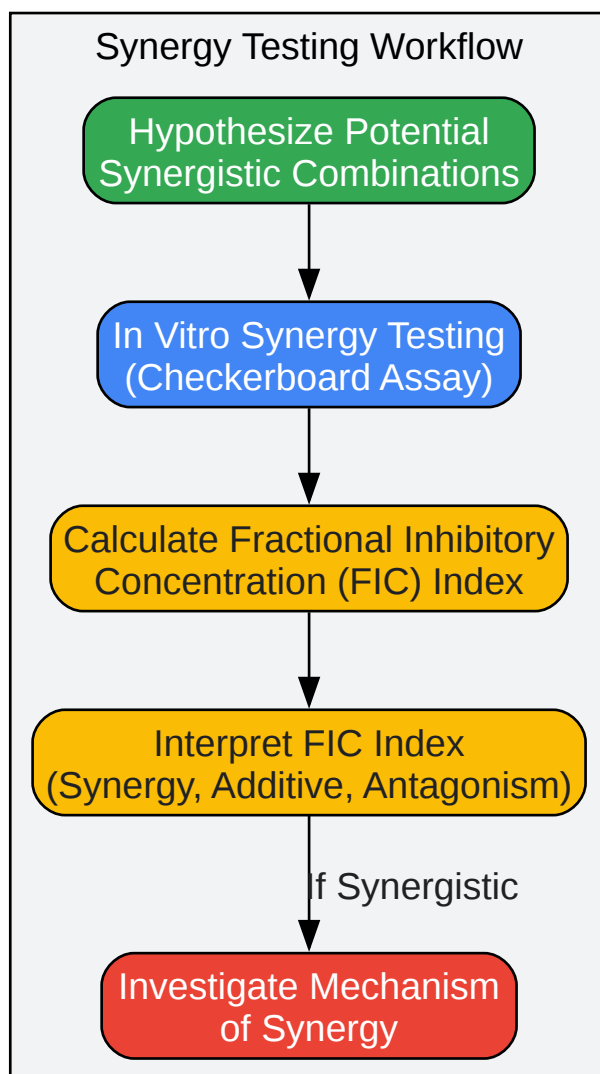 Synergy Testing Workflow
Hypothesize Potential
Synergistic Combinations
In Vitro Synergy Testing
(Checkerboard Assay)
Calculate Fractional Inhibitory
Concentration (FIC) Index
Interpret FIC Index
(Synergy, Additive, Antagonism)
If Synergistic
Investigate Mechanism
of Synergy